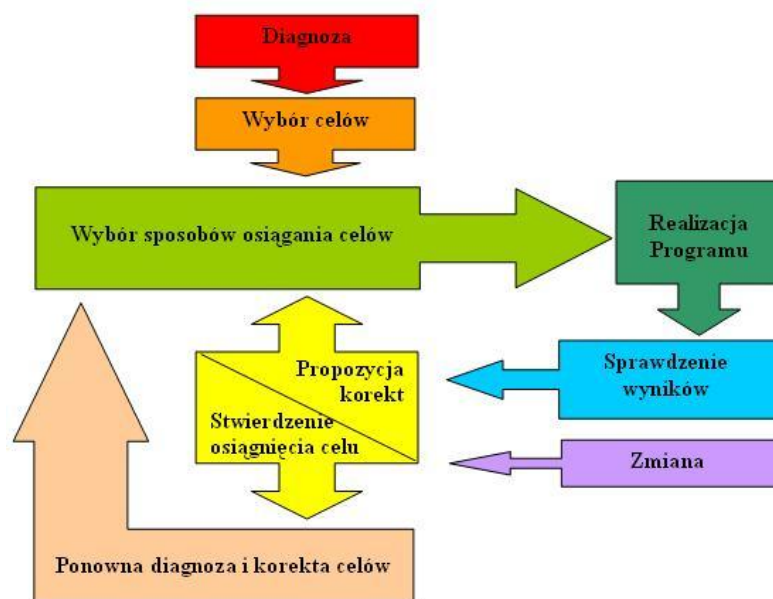 Diagnoza
Wybór celów
Wybór sposobów osiągania celów
Realizacja
Programu
Propozycja
korekt
Stwierdzenie
osiągnięcia celu
Sprawdzenie
wyników
Zmiana
Ponowna diagnoza i korekta celów